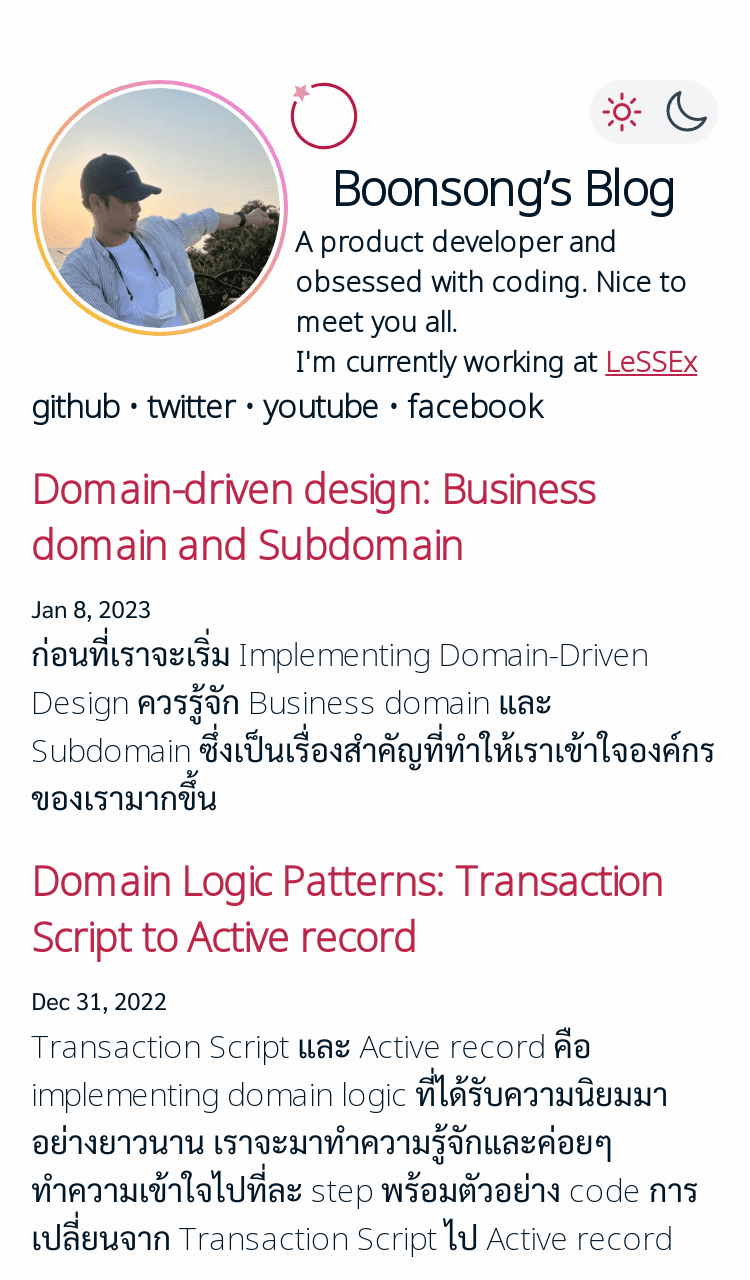 Boonsong’s Blog
A product developer and
obsessed with coding. Nice to
meet you all.
I'm currently working at LeSSEx
github • twitter • youtube • facebook
Domain-driven design: Business
domain and Subdomain
Jan 8, 2023
ก่อนที่เราจะเริ่ม Implementing Domain-Driven
Design ควรรู้จัก Business domain และ
Subdomain ซึ่งเป็นเรื่องสำคัญที่ทำให้เราเข้าใจองค์กร
ของเรามากขึ้น
Domain Logic Patterns: Transaction
Script to Active record
Dec 31, 2022
Transaction Script และ Active record คือ
implementing domain logic ที่ได้รับความนิยมมา
อย่างยาวนาน เราจะมาทำความรู้จักและค่อยๆ
ทำความเข้าใจไปทีละ step พร้อมตัวอย่าง code การ
เปลี่ยนจาก Transaction Script ไป Active record